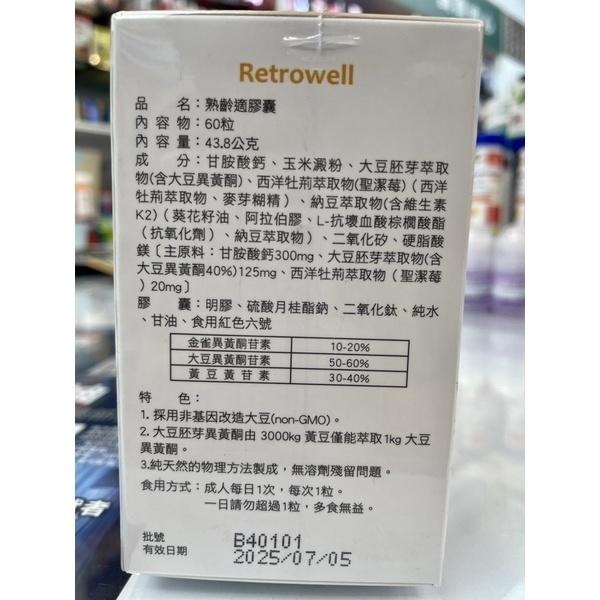 Retrowell
品 名：熟齡適膠囊
內 容 物：60粒
內 容 量：43.8公克
成 分：甘胺酸鈣、玉米澱粉、大豆胚芽萃取
物(含大豆異黃酮)、西洋牡荊萃取物(聖潔莓)（西洋
牡荊萃取物、麥芽糊精）、納豆萃取物(含維生素
K2)（葵花籽油、阿拉伯膠、L-抗壞血酸棕櫚酸酯
（抗氧化劑）、納豆萃取物）、二氧化矽、硬脂酸
鎂〔主原料：甘胺酸鈣300mg、大豆胚芽萃取物(含
大豆異黃酮40%)125mg、西洋牡荊萃取物（聖潔莓
）20mg〕
膠 囊：明膠、硫酸月桂酯鈉、二氧化鈦、純水
、甘油、食用紅色六號
金雀異黃酮苷素 10-20%
大豆異黃酮苷素 50-60%
黃豆黃苷素 30-40%
特 色：
1. 採用非基因改造大豆(non-GMO)。
2. 大豆胚芽異黃酮由 3000kg 黃豆僅能萃取1kg 大豆
異黃酮。
3.純天然的物理方法製成，無溶劑殘留問題。
食用方式：成人每日1次，每次1粒。
一日請勿超過1粒，多食無益。
批號 B40101
有效日期 2025/07/05